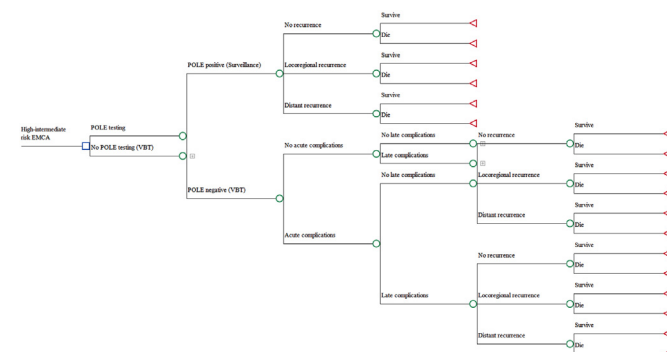 Survive
No recurrence
Die
Survive
POLE positive (Surveillance)
Locoregional recurrence
Die
Survive
Distant recurrence
Die
High-intermediate
risk EMCA
POLE testing
No POLE testing (VBT)
No acute complications
No late complications
No recurrence
Survive
Die
Late complications
Survive
No late complications
Locoregional recurrence
Die
POLE negative (VBT)
Survive
Distant recurrence
Die
Acute complications
Survive
No recurrence
Die
Survive
Late complications
Locoregional recurrence
Die
Survive
Distant recurrence
Die